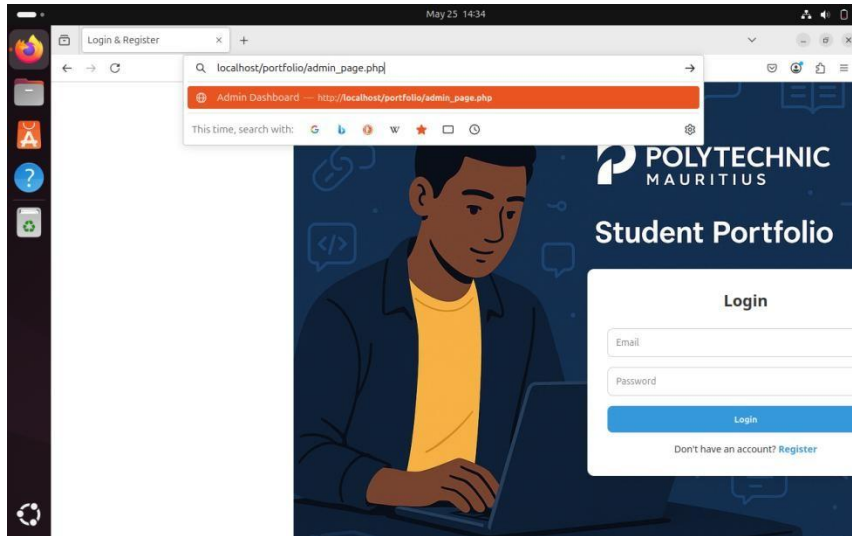 May 25 14:34
Login & Register
localhost/portfolio/admin_page.php
Admin Dashboard — http://localhost/portfolio/admin_page.php
This time, search with:
POLYTECHNIC
MAURITIUS
Student Portfolio
Login
Email
Password
Login
Don't have an account? Register